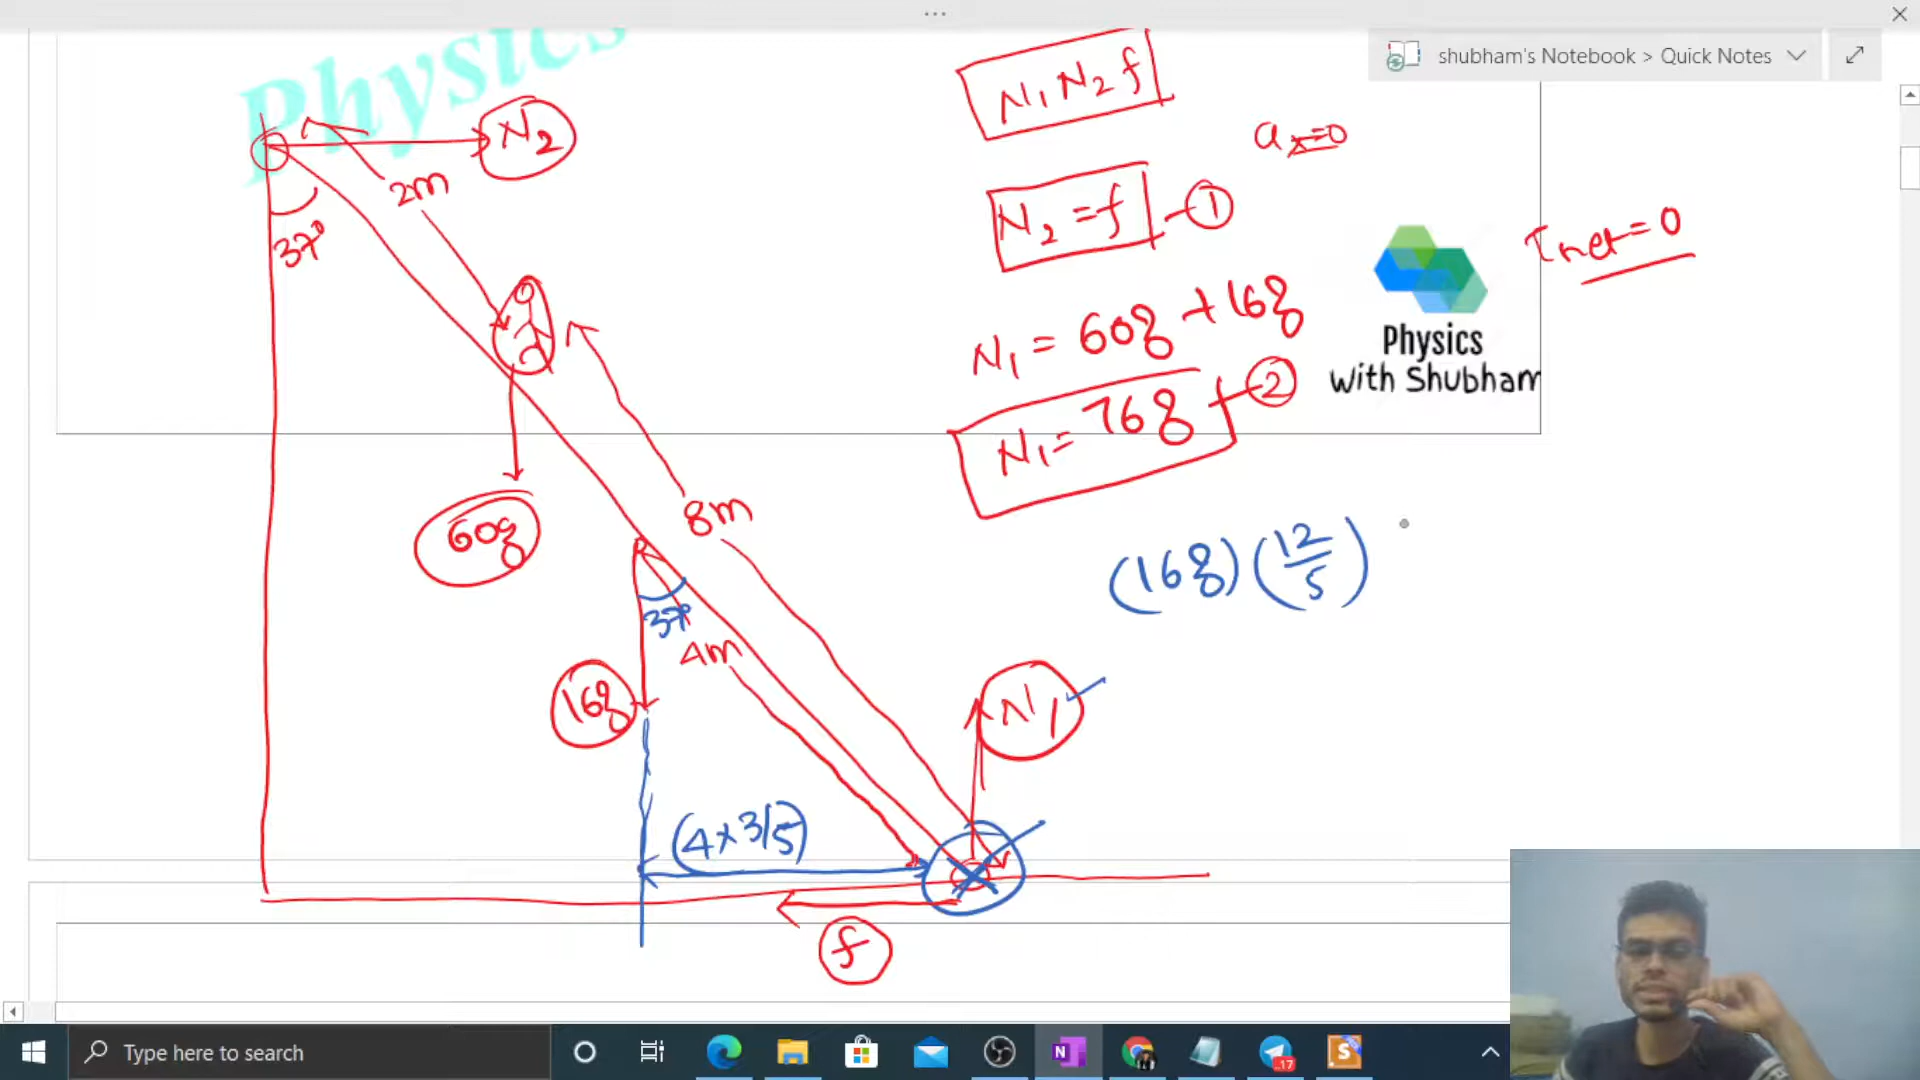 shubham's Notebook > Quick Notes
Physics
N₁ N₂ f
aₓ=0
N₂
2m
37°
N₂ = f ①
τnet=0
N₁ = 60g + 16g
N₁ = 76g ②
Physics
With Shubham
60g
8m
(16g)(12/5)
37°
4m
16g
N₁
(4×3/5)
f
Type here to search
17